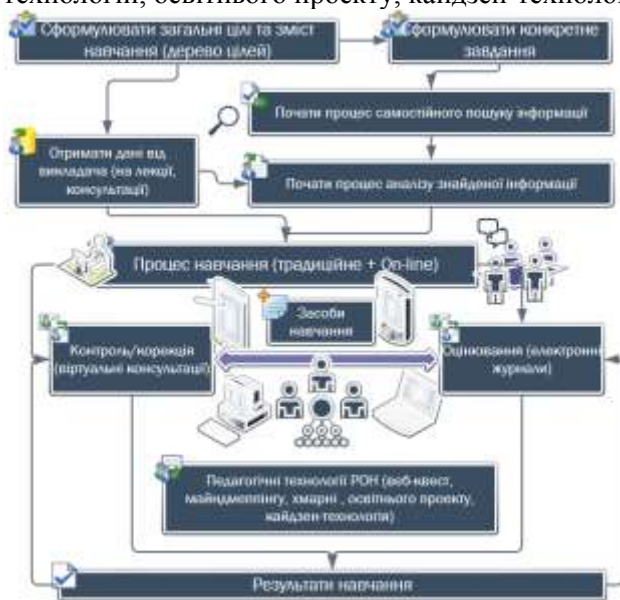 технологій, освітнього проекту, кайдзен технолог
Сформулювати загальні цілі та зміст
навчання (дерево цілей)
Сформулювати конкретне
завдання
Почати процес самостійного пошуку інформації
Отримати дані від
викладача (на лекції,
консультації)
Почати процес аналізу знайденої інформації
Процес навчання (традиційне + On-line)
Засоби
навчання
Контроль/корекція
(віртуальні консультації)
Оцінювання (електронні
журнали)
Педагогічні технології РОН (веб-квест,
майндмеппінгу, хмарні , освітнього проекту,
кайдзен технологія)
Результати навчання